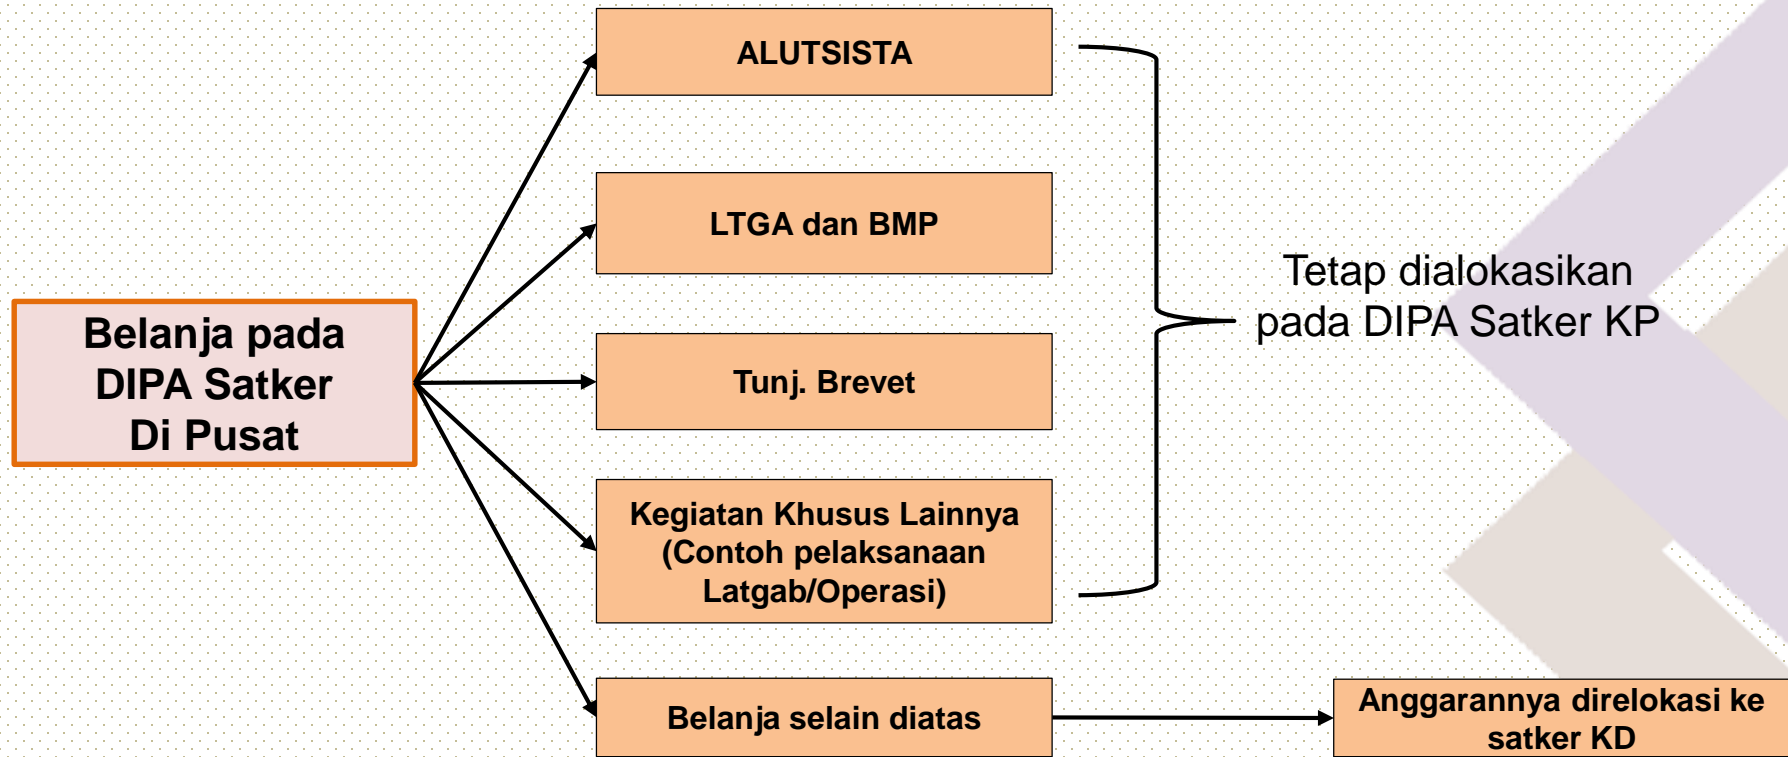 Belanja pada
DIPA Satker
Di Pusat
ALUTSISTA
LTGA dan BMP
Tunj. Brevet
Kegiatan Khusus Lainnya
(Contoh pelaksanaan
Latgab/Operasi)
Belanja selain diatas
Tetap dialokasikan
pada DIPA Satker KP
Anggarannya direlokasi ke
satker KD